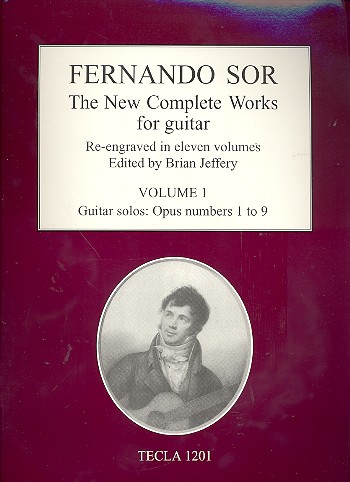 FERNANDO SOR
The New Complete Works
for guitar
Re-engraved in eleven volumes
Edited by Brian Jeffery
VOLUME 1
Guitar solos: Opus numbers 1 to 9
TECLA 1201